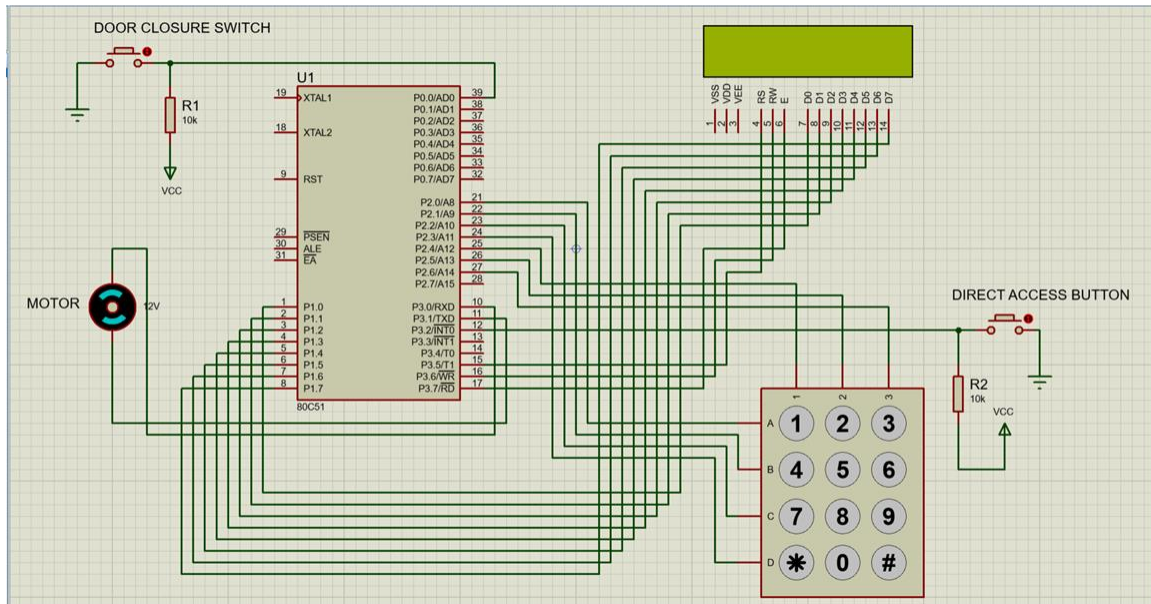 DOOR CLOSURE SWITCH
R1
10k
VCC
U1
19 XTAL1
18 XTAL2
9 RST
29 PSEN
30 ALE
31 EA
1 P1.0
2 P1.1
3 P1.2
4 P1.3
5 P1.4
6 P1.5
7 P1.6
8 P1.7
P0.0/AD0 39
P0.1/AD1 38
P0.2/AD2 37
P0.3/AD3 36
P0.4/AD4 35
P0.5/AD5 34
P0.6/AD6 33
P0.7/AD7 32
P2.0/A8 21
P2.1/A9 22
P2.2/A10 23
P2.3/A11 24
P2.4/A12 25
P2.5/A13 26
P2.6/A14 27
P2.7/A15 28
P3.0/RXD 10
P3.1/TXD 11
P3.2/INT0 12
P3.3/INT1 13
P3.4/T0 14
P3.5/T1 15
P3.6/WR 16
P3.7/RD 17
80C51
MOTOR
12V
VSS VDD VEE RS RW E D0 D1 D2 D3 D4 D5 D6 D7
1 2 3 4 5 6 7 8 9 10 11 12 13 14
DIRECT ACCESS BUTTON
R2
10k
VCC
1 2 3
A 1 2 3
B 4 5 6
C 7 8 9
D * 0 #